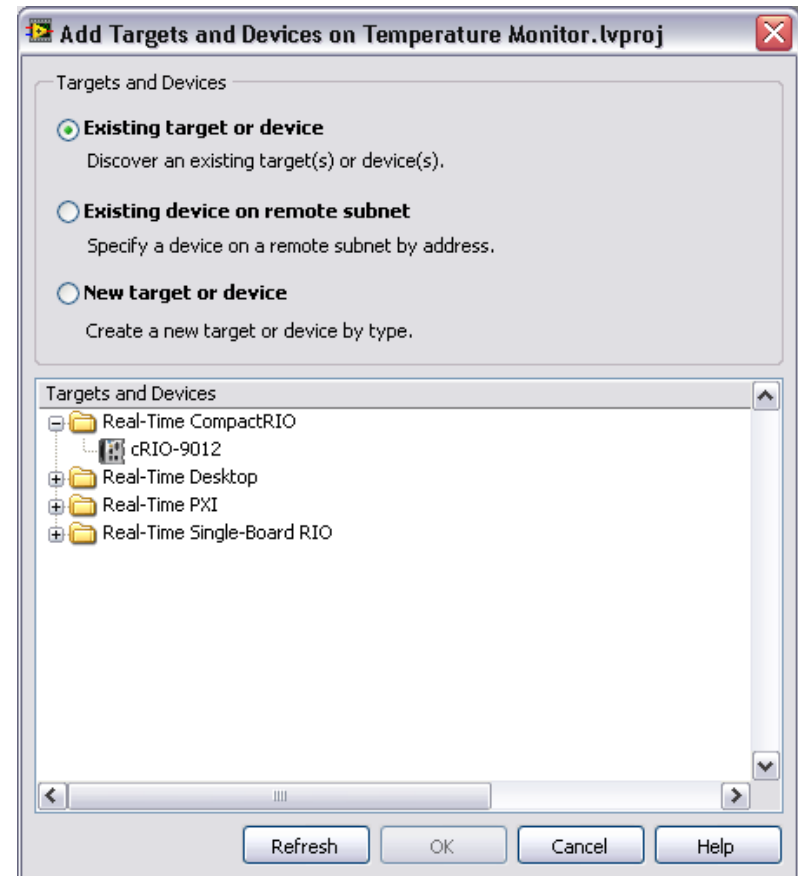 Add Targets and Devices on Temperature Monitor.lvproj
Targets and Devices
Existing target or device
Discover an existing target(s) or device(s).
Existing device on remote subnet
Specify a device on a remote subnet by address.
New target or device
Create a new target or device by type.
Targets and Devices
Real-Time CompactRIO
cRIO-9012
Real-Time Desktop
Real-Time PXI
Real-Time Single-Board RIO
Refresh OK Cancel Help